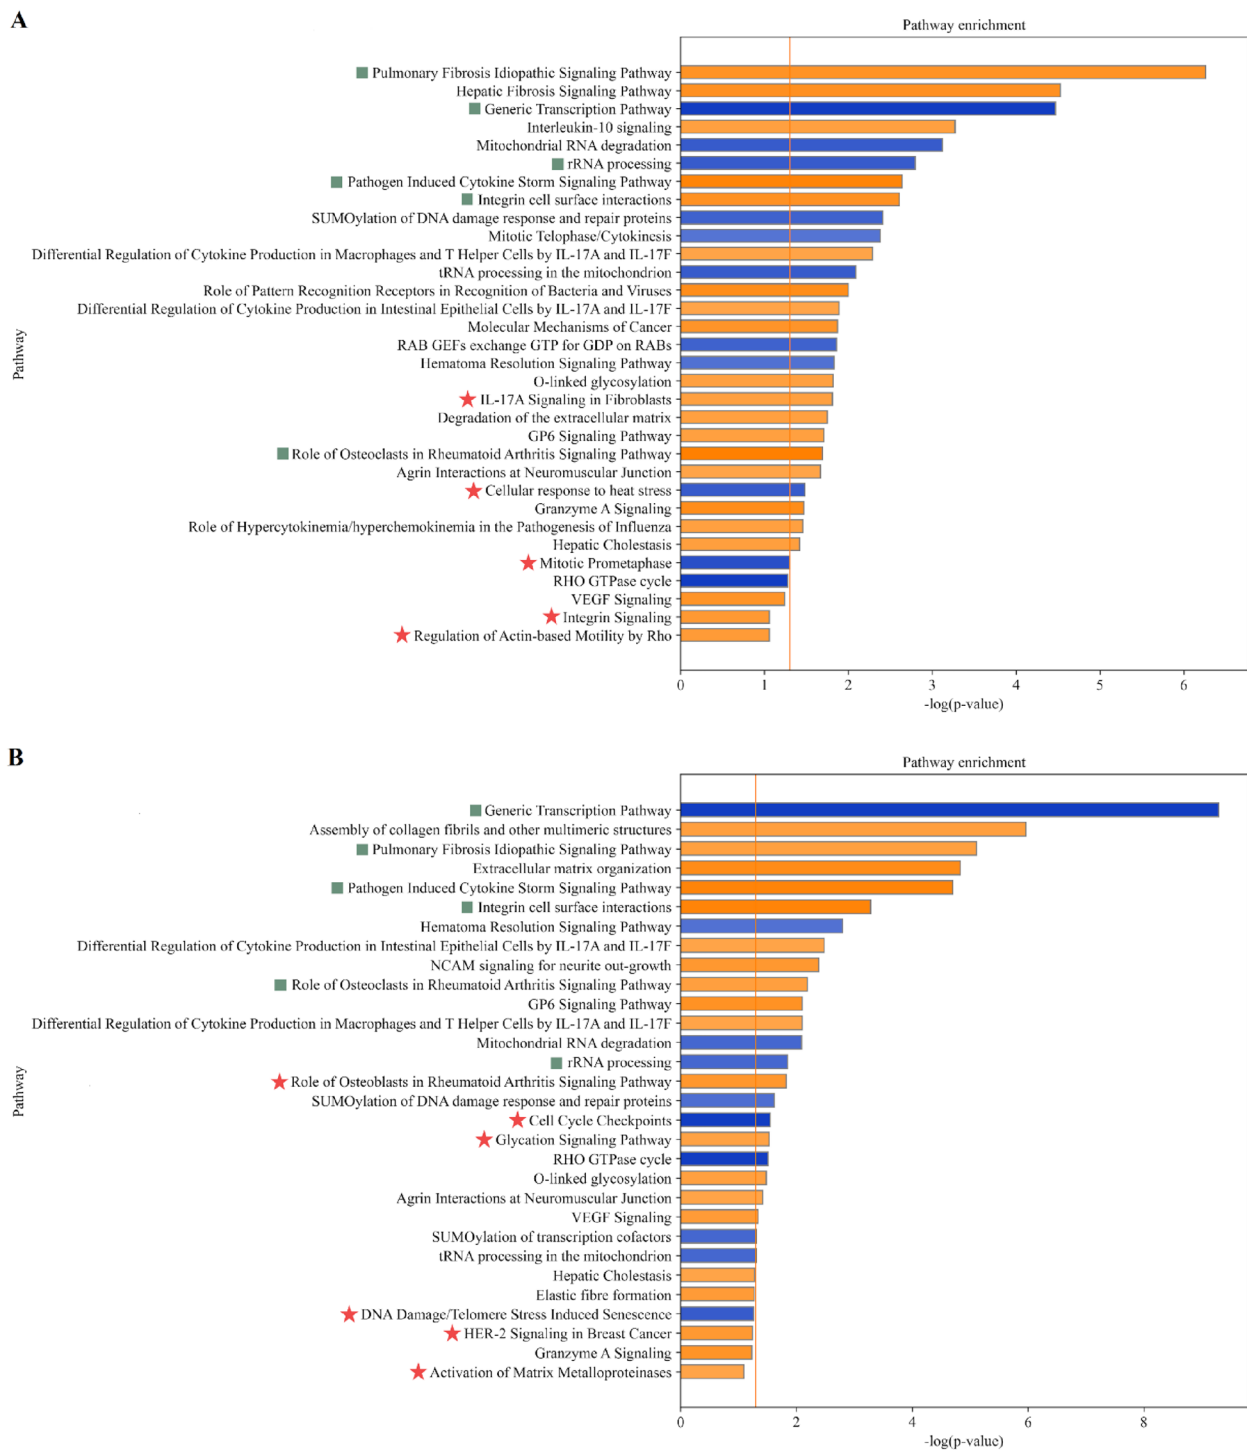 A
Pathway enrichment
Pulmonary Fibrosis Idiopathic Signaling Pathway
Hepatic Fibrosis Signaling Pathway
Generic Transcription Pathway
Interleukin-10 signaling
Mitochondrial RNA degradation
rRNA processing
Pathogen Induced Cytokine Storm Signaling Pathway
Integrin cell surface interactions
SUMOylation of DNA damage response and repair proteins
Mitotic Telophase/Cytokinesis
Differential Regulation of Cytokine Production in Macrophages and T Helper Cells by IL-17A and IL-17F
tRNA processing in the mitochondrion
Role of Pattern Recognition Receptors in Recognition of Bacteria and Viruses
Differential Regulation of Cytokine Production in Intestinal Epithelial Cells by IL-17A and IL-17F
Molecular Mechanisms of Cancer
RAB GEFs exchange GTP for GDP on RABs
Hematoma Resolution Signaling Pathway
O-linked glycosylation
IL-17A Signaling in Fibroblasts
Degradation of the extracellular matrix
GP6 Signaling Pathway
Role of Osteoclasts in Rheumatoid Arthritis Signaling Pathway
Agrin Interactions at Neuromuscular Junction
Cellular response to heat stress
Granzyme A Signaling
Role of Hypercytokinemia/hyperchemokinemia in the Pathogenesis of Influenza
Hepatic Cholestasis
Mitotic Prometaphase
RHO GTPase cycle
VEGF Signaling
Integrin Signaling
Regulation of Actin-based Motility by Rho
Pathway
0 1 2 3 4 5 6
-log(p-value)
B
Pathway enrichment
Generic Transcription Pathway
Assembly of collagen fibrils and other multimeric structures
Pulmonary Fibrosis Idiopathic Signaling Pathway
Extracellular matrix organization
Pathogen Induced Cytokine Storm Signaling Pathway
Integrin cell surface interactions
Hematoma Resolution Signaling Pathway
Differential Regulation of Cytokine Production in Intestinal Epithelial Cells by IL-17A and IL-17F
NCAM signaling for neurite out-growth
Role of Osteoclasts in Rheumatoid Arthritis Signaling Pathway
GP6 Signaling Pathway
Differential Regulation of Cytokine Production in Macrophages and T Helper Cells by IL-17A and IL-17F
Mitochondrial RNA degradation
rRNA processing
Role of Osteoblasts in Rheumatoid Arthritis Signaling Pathway
SUMOylation of DNA damage response and repair proteins
Cell Cycle Checkpoints
Glycation Signaling Pathway
RHO GTPase cycle
O-linked glycosylation
Agrin Interactions at Neuromuscular Junction
VEGF Signaling
SUMOylation of transcription cofactors
tRNA processing in the mitochondrion
Hepatic Cholestasis
Elastic fibre formation
DNA Damage/Telomere Stress Induced Senescence
HER-2 Signaling in Breast Cancer
Granzyme A Signaling
Activation of Matrix Metalloproteinases
Pathway
0 2 4 6 8
-log(p-value)